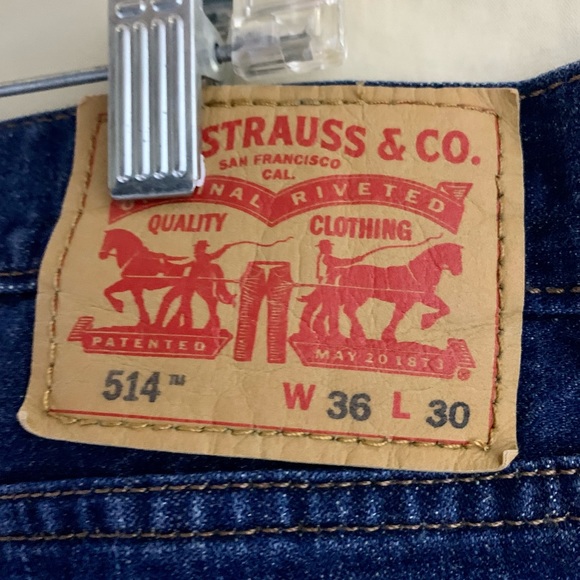 STRAUSS & CO.
SAN FRANCISCO
CAL.
RIVETED
QUALITY CLOTHING
PATENTED MAY 20 1873 ®
514™ W 36 L 30